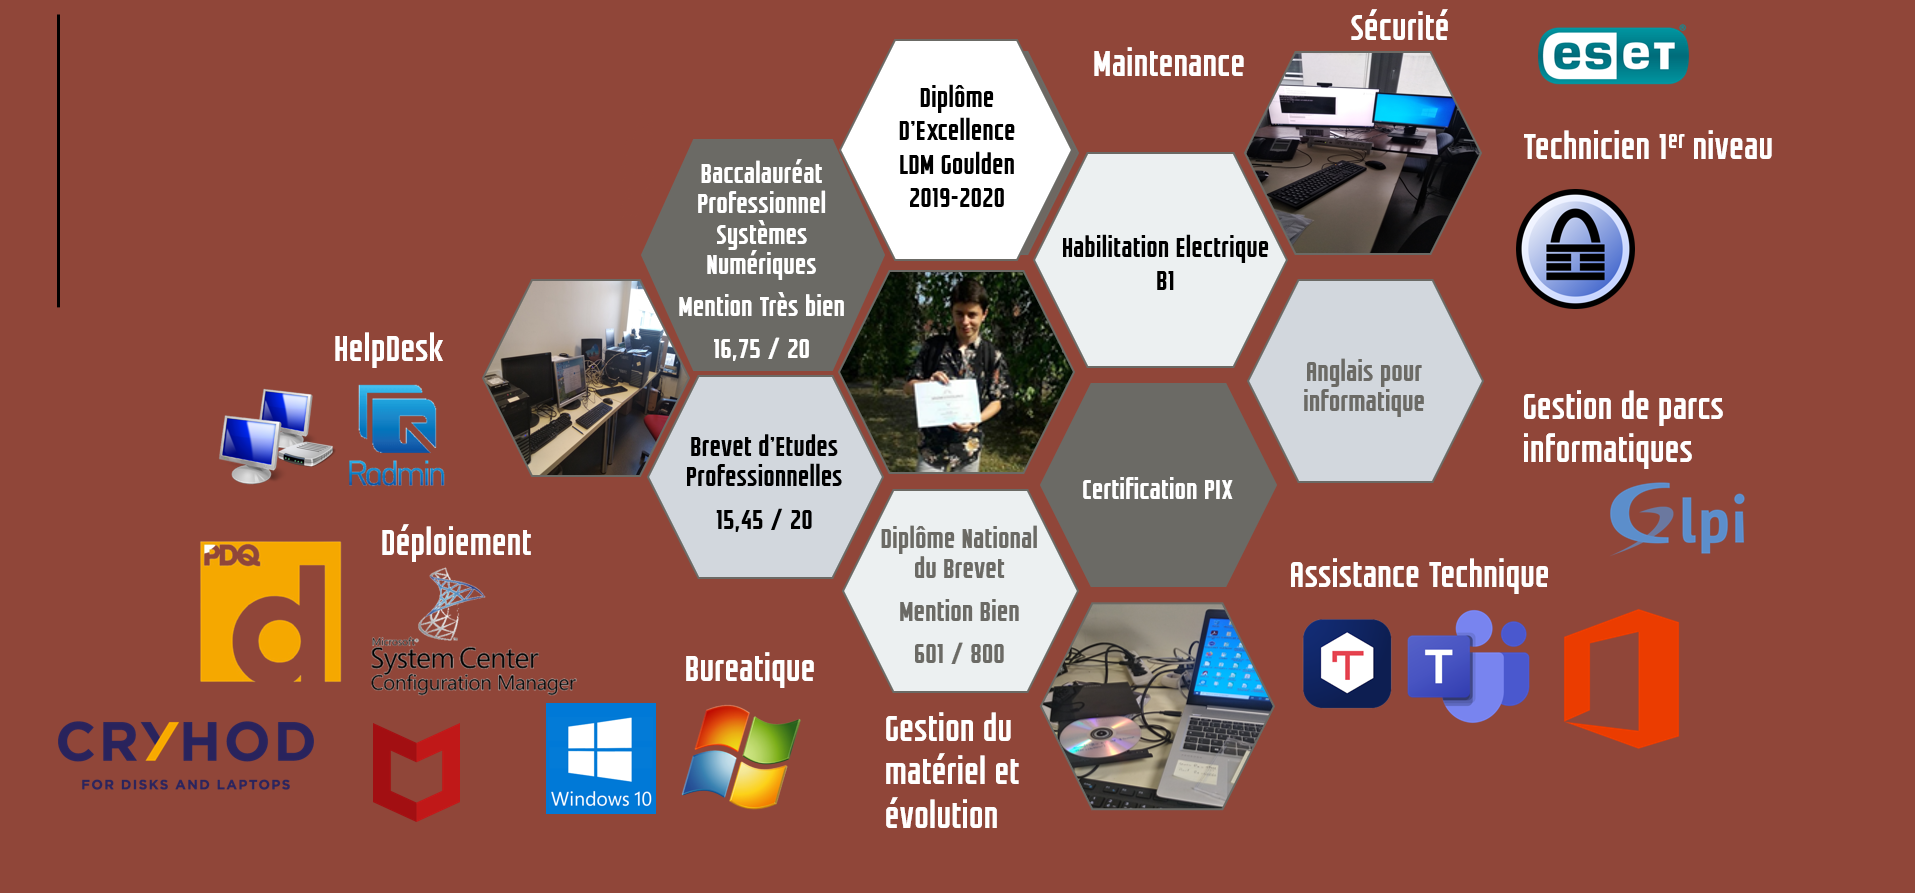 Sécurité
eseT
Maintenance
Diplôme
D'Excellence
LDM Goulden
2019-2020
Technicien 1er niveau
Baccalauréat
Professionnel
Systèmes
Numériques
Mention Très bien
16,75 / 20
Habilitation Electrique
B1
HelpDesk
Radmin
Anglais pour
informatique
Gestion de parcs
informatiques
Glpi
Brevet d'Etudes
Professionnelles
15,45 / 20
Certification PIX
Déploiement
PDQ
d
Microsoft®
System Center
Configuration Manager
Diplôme National
du Brevet
Mention Bien
601 / 800
Assistance Technique
T
T
Bureatique
CRYHOD
FOR DISKS AND LAPTOPS
Windows 10
Gestion du
matériel et
évolution